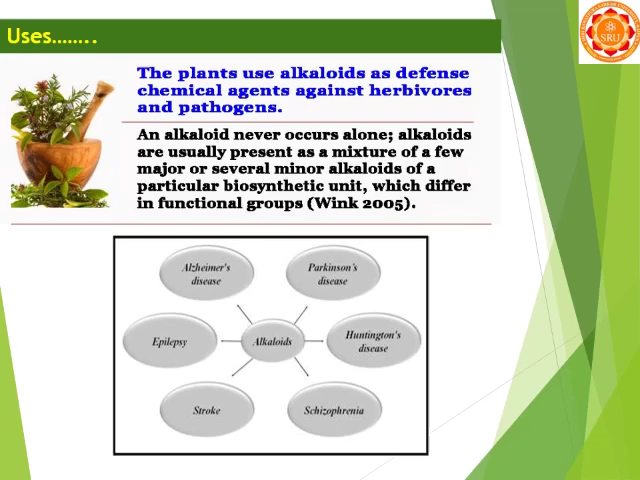 Uses……..
SRU
The plants use alkaloids as defense
chemical agents against herbivores
and pathogens.
An alkaloid never occurs alone; alkaloids
are usually present as a mixture of a few
major or several minor alkaloids of a
particular biosynthetic unit, which differ
in functional groups (Wink 2005).
Alzheimer's
disease
Parkinson's
disease
Epilepsy
Alkaloids
Huntington's
disease
Stroke
Schizophrenia